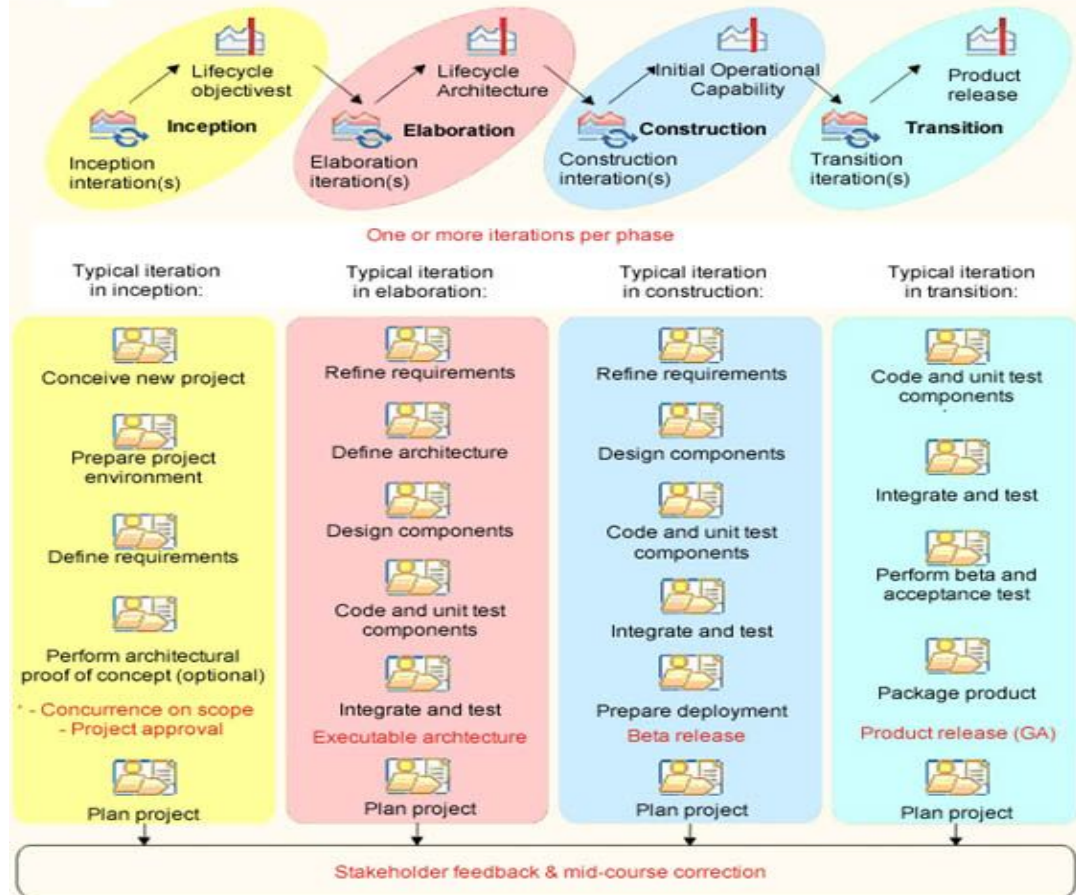 Lifecycle
objectivest
Inception
Inception
interation(s)
Lifecycle
Architecture
Elaboration
Elaboration
iteration(s)
Initial Operational
Capability
Construction
Construction
interation(s)
Product
release
Transition
Transition
iteration(s)
One or more iterations per phase
Typical iteration
in inception:
Typical iteration
in elaboration:
Typical iteration
in construction:
Typical iteration
in transition:
Conceive new project
Prepare project
environment
Define requirements
Perform architectural
proof of concept (optional)
- Concurrence on scope
- Project approval
Plan project
Refine requirements
Define architecture
Design components
Code and unit test
components
Integrate and test
Executable archtecture
Plan project
Refine requirements
Design components
Code and unit test
components
Integrate and test
Prepare deployment
Beta release
Plan project
Code and unit test
components
Integrate and test
Perform beta and
acceptance test
Package product
Product release (GA)
Plan project
Stakeholder feedback & mid-course correction